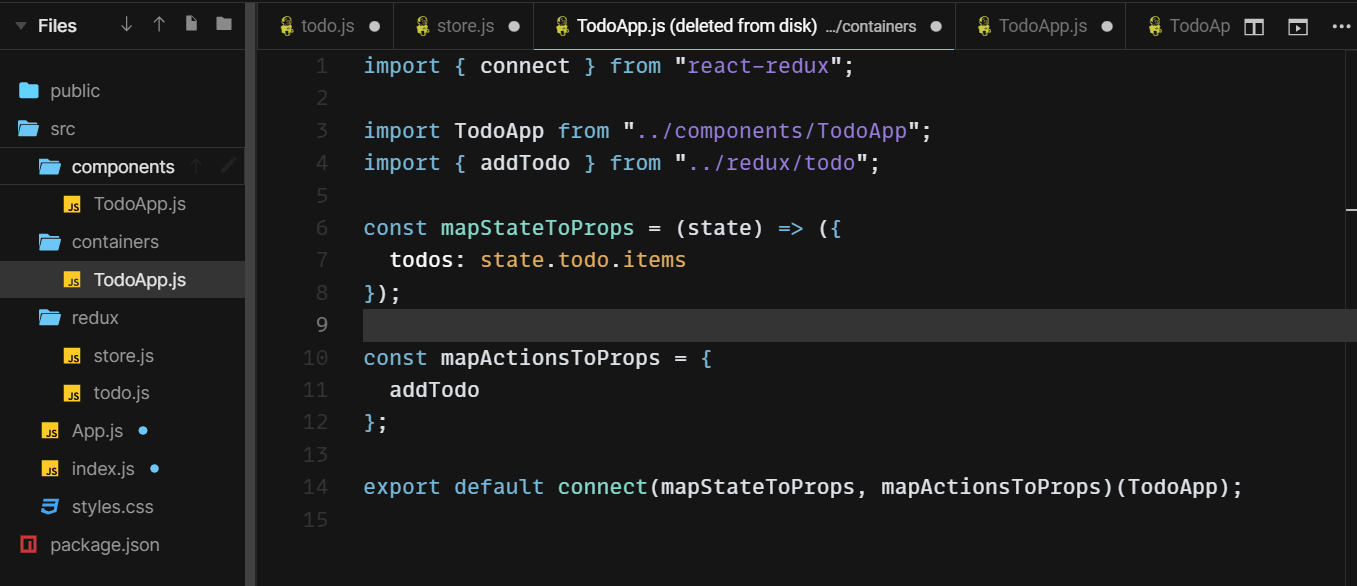 Files
public
src
components
TodoApp.js
containers
TodoApp.js
redux
store.js
todo.js
App.js
index.js
styles.css
package.json
todo.js
store.js
TodoApp.js (deleted from disk) .../containers
TodoApp.js
TodoAp
1 import { connect } from "react-redux";
2
3 import TodoApp from "../components/TodoApp";
4 import { addTodo } from "../redux/todo";
5
6 const mapStateToProps = (state) => ({
7 todos: state.todo.items
8 });
9
10 const mapActionsToProps = {
11 addTodo
12 };
13
14 export default connect(mapStateToProps, mapActionsToProps)(TodoApp);
15